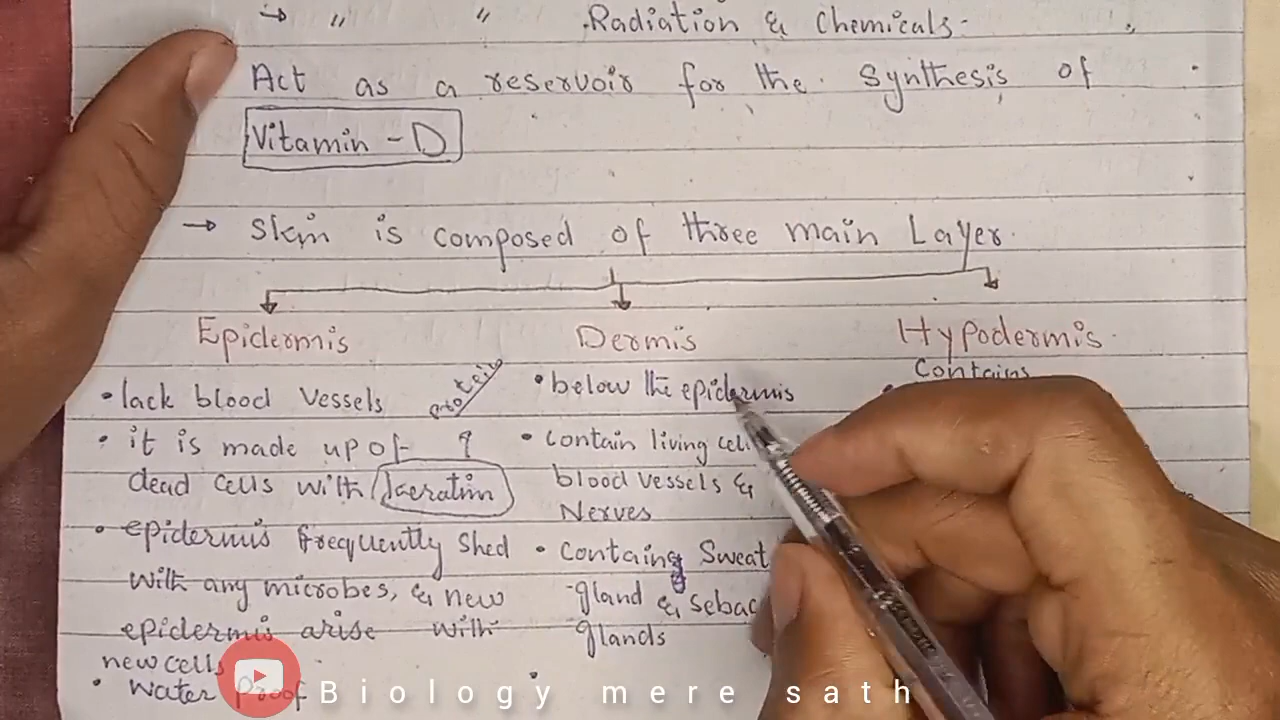 → " " Radiation & Chemicals.
Act as a reservoir for the synthesis of
Vitamin - D
→ Skin is composed of three main Layer.
Epidermis
• lack blood vessels
• it is made up of
dead cells with Keratin
Protein
• epidermis frequently shed
with any microbes, & new
epidermis arise with
new cells
• Water Proof
Dermis
• below the epidermis
• contain living cell
blood vessels &
Nerves
• contains Sweat
gland & Sebac
glands
Hypodermis.
Contains
Biology mere sath